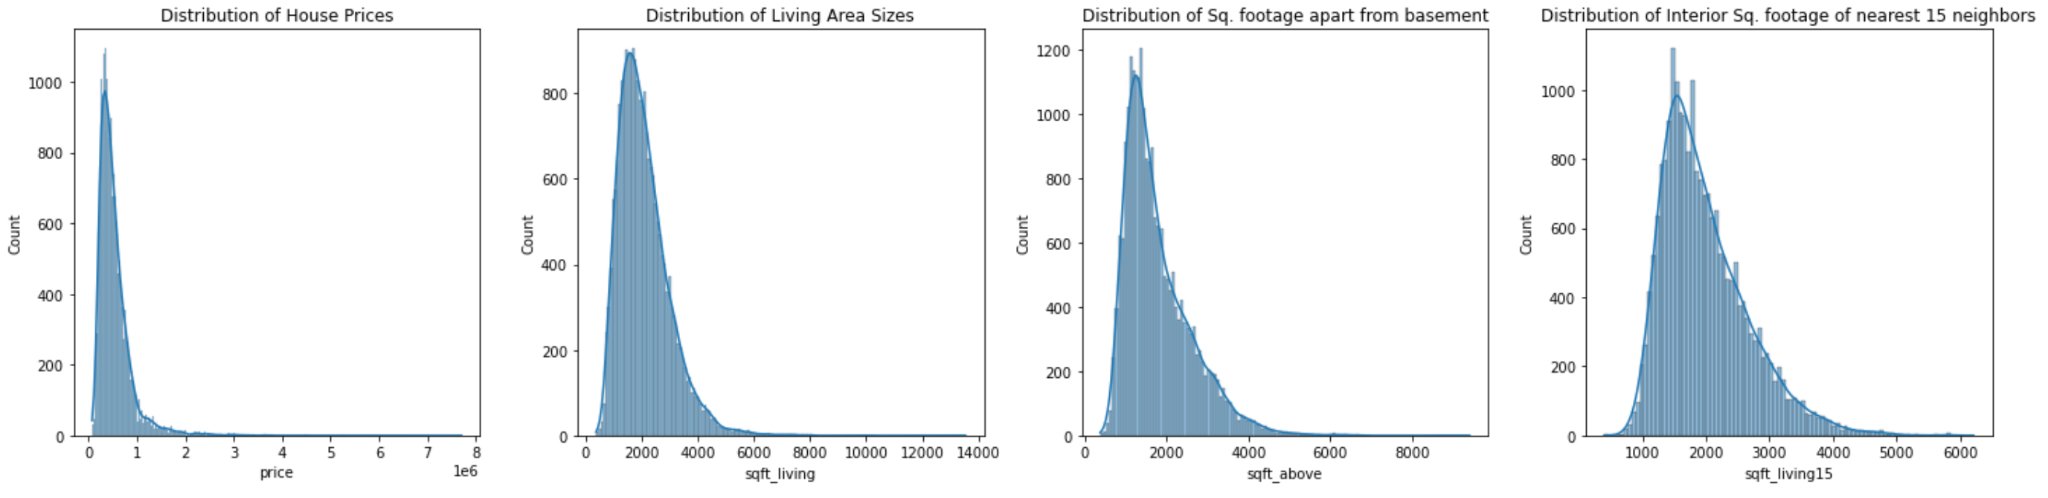 Distribution of House Prices
Count
1000
800
600
400
200
0
0 1 2 3 4 5 6 7 8
1e6
price
Distribution of Living Area Sizes
Count
800
600
400
200
0
0 2000 4000 6000 8000 10000 12000 14000
sqft_living
Distribution of Sq. footage apart from basement
Count
1200
1000
800
600
400
200
0
0 2000 4000 6000 8000
sqft_above
Distribution of Interior Sq. footage of nearest 15 neighbors
Count
1000
800
600
400
200
0
1000 2000 3000 4000 5000 6000
sqft_living15